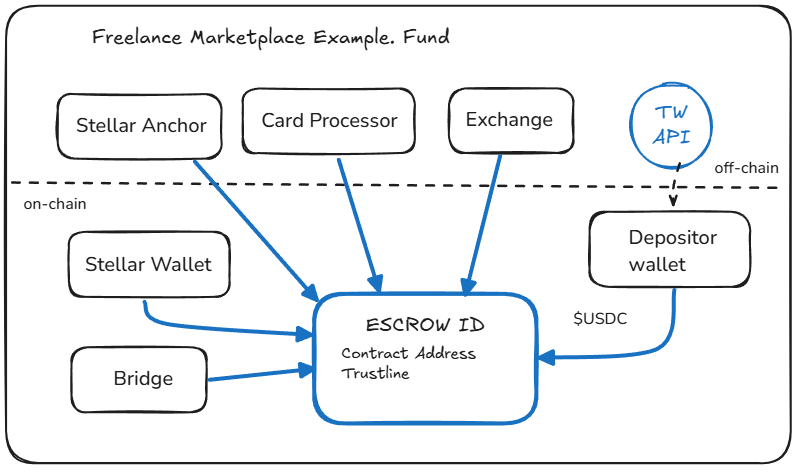 Freelance Marketplace Example. Fund
Stellar Anchor
Card Processor
Exchange
TW
API
off-chain
on-chain
Stellar Wallet
Depositor
wallet
ESCROW ID
Contract Address
Trustline
$USDC
Bridge